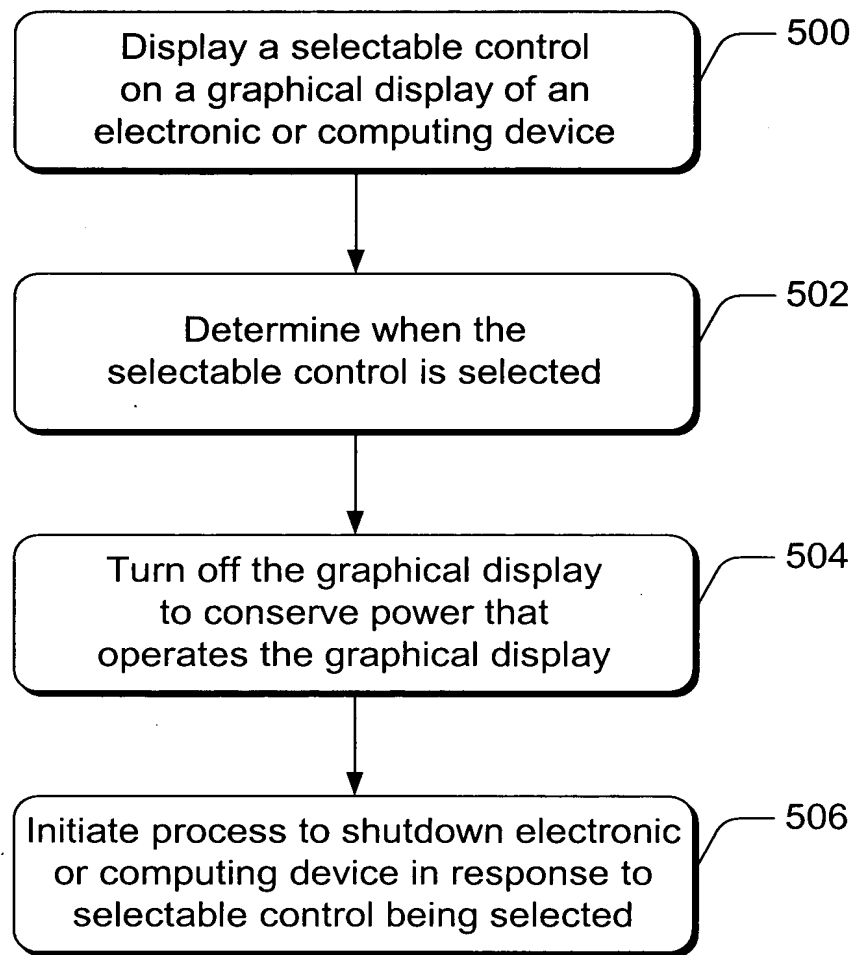 Display a selectable control
on a graphical display of an
electronic or computing device
500
Determine when the
selectable control is selected
502
Turn off the graphical display
to conserve power that
operates the graphical display
504
Initiate process to shutdown electronic
or computing device in response to
selectable control being selected
506